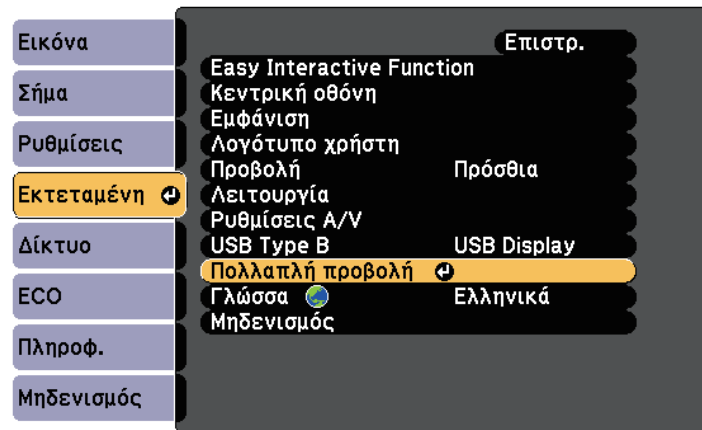 Εικόνα
Σήμα
Ρυθμίσεις
Εκτεταμένη
Δίκτυο
ECO
Πληροφ.
Μηδενισμός
Επιστρ.
Easy Interactive Function
Κεντρική οθόνη
Εμφάνιση
Λογότυπο χρήστη
Προβολή Πρόσθια
Λειτουργία
Ρυθμίσεις A/V
USB Type B USB Display
Πολλαπλή προβολή
Γλώσσα Ελληνικά
Μηδενισμός